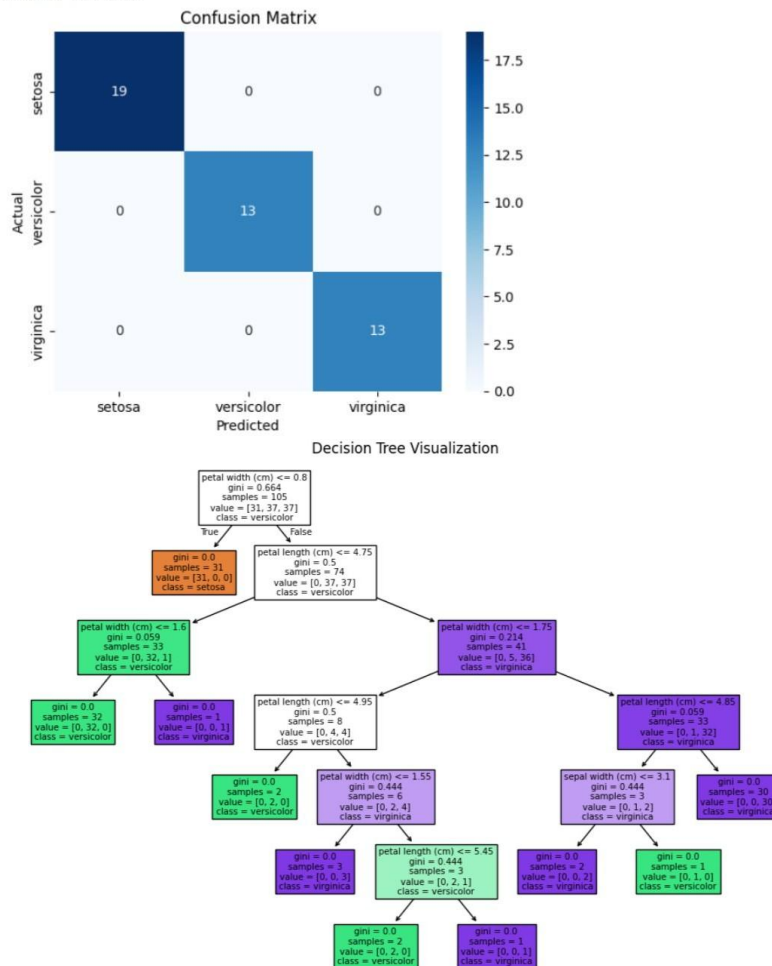 Confusion Matrix
setosa
19
0
0
17.5
15.0
12.5
Actual
versicolor
0
13
0
10.0
7.5
5.0
virginica
0
0
13
2.5
0.0
setosa
versicolor
virginica
Predicted
Decision Tree Visualization
petal width (cm) <= 0.8
gini = 0.664
samples = 105
value = [31, 37, 37]
class = versicolor
True
False
gini = 0.0
samples = 31
value = [31, 0, 0]
class = setosa
petal length (cm) <= 4.75
gini = 0.5
samples = 74
value = [0, 37, 37]
class = versicolor
petal width (cm) <= 1.6
gini = 0.059
samples = 33
value = [0, 32, 1]
class = versicolor
petal width (cm) <= 1.75
gini = 0.214
samples = 41
value = [0, 5, 36]
class = virginica
gini = 0.0
samples = 32
value = [0, 32, 0]
class = versicolor
gini = 0.0
samples = 1
value = [0, 0, 1]
class = virginica
petal length (cm) <= 4.95
gini = 0.5
samples = 8
value = [0, 4, 4]
class = versicolor
petal length (cm) <= 4.85
gini = 0.059
samples = 33
value = [0, 1, 32]
class = virginica
gini = 0.0
samples = 2
value = [0, 2, 0]
class = versicolor
petal width (cm) <= 1.55
gini = 0.444
samples = 6
value = [0, 2, 4]
class = virginica
sepal width (cm) <= 3.1
gini = 0.444
samples = 3
value = [0, 1, 2]
class = virginica
gini = 0.0
samples = 30
value = [0, 0, 30]
class = virginica
gini = 0.0
samples = 3
value = [0, 0, 3]
class = virginica
petal length (cm) <= 5.45
gini = 0.444
samples = 3
value = [0, 2, 1]
class = versicolor
gini = 0.0
samples = 2
value = [0, 0, 2]
class = virginica
gini = 0.0
samples = 1
value = [0, 1, 0]
class = versicolor
gini = 0.0
samples = 2
value = [0, 2, 0]
class = versicolor
gini = 0.0
samples = 1
value = [0, 0, 1]
class = virginica